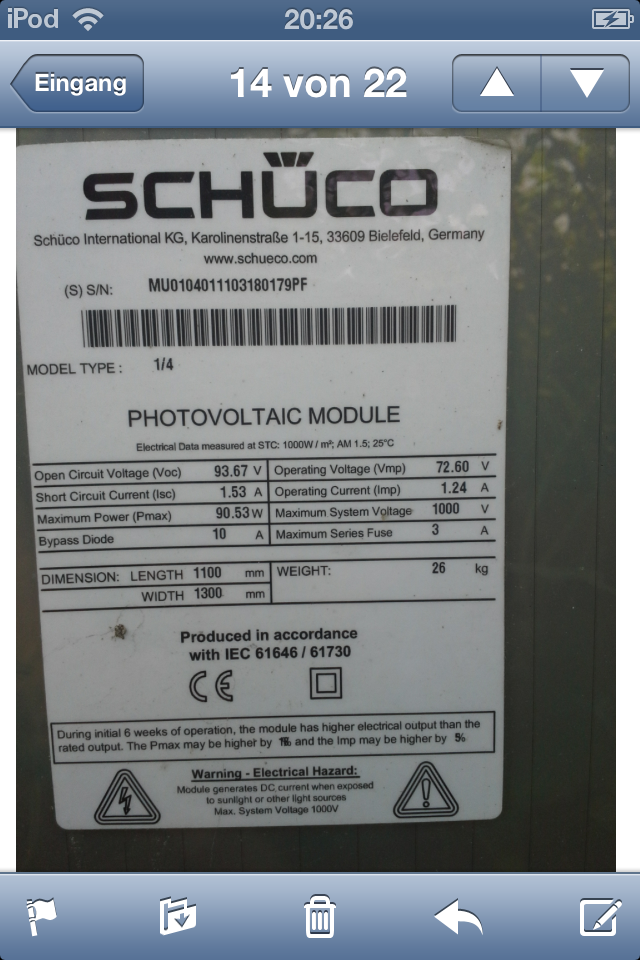 iPod 20:26
Eingang 14 von 22
SCHÜCO
Schüco International KG, Karolinenstraße 1-15, 33609 Bielefeld, Germany
www.schueco.com
(S) S/N: MU0104011103180179PF
MODEL TYPE : 1/4
PHOTOVOLTAIC MODULE
Electrical Data measured at STC: 1000W / m²; AM 1.5; 25°C
Open Circuit Voltage (Voc) 93.67 V Operating Voltage (Vmp) 72.60 V
Short Circuit Current (Isc) 1.53 A Operating Current (Imp) 1.24 A
Maximum Power (Pmax) 90.53 W Maximum System Voltage 1000 V
Bypass Diode 10 A Maximum Series Fuse 3 A
DIMENSION: LENGTH 1100 mm WEIGHT: 26 kg
WIDTH 1300 mm
Produced in accordance
with IEC 61646 / 61730
CE
During initial 6 weeks of operation, the module has higher electrical output than the
rated output. The Pmax may be higher by and the Imp may be higher by 5%
Warning - Electrical Hazard:
Module generates DC current when exposed
to sunlight or other light sources
Max. System Voltage 1000V